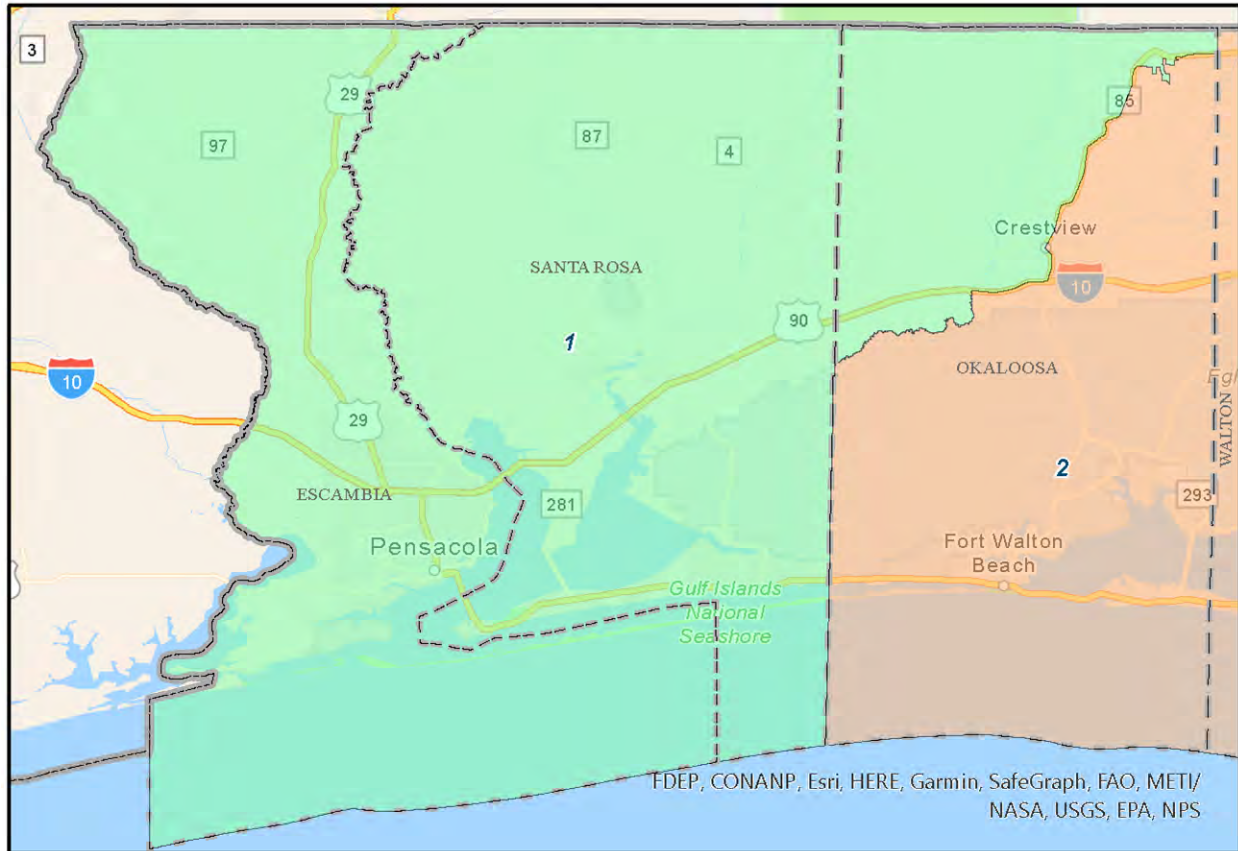 3
29
97
87
4
85
Crestview
SANTA ROSA
10
90
1
OKALOOSA
10
WALTON
29
2
ESCAMBIA
281
293
Pensacola
Fort Walton
Beach
Gulf Islands
National
Seashore
FDEP, CONANP, Esri, HERE, Garmin, SafeGraph, FAO, METI/
NASA, USGS, EPA, NPS